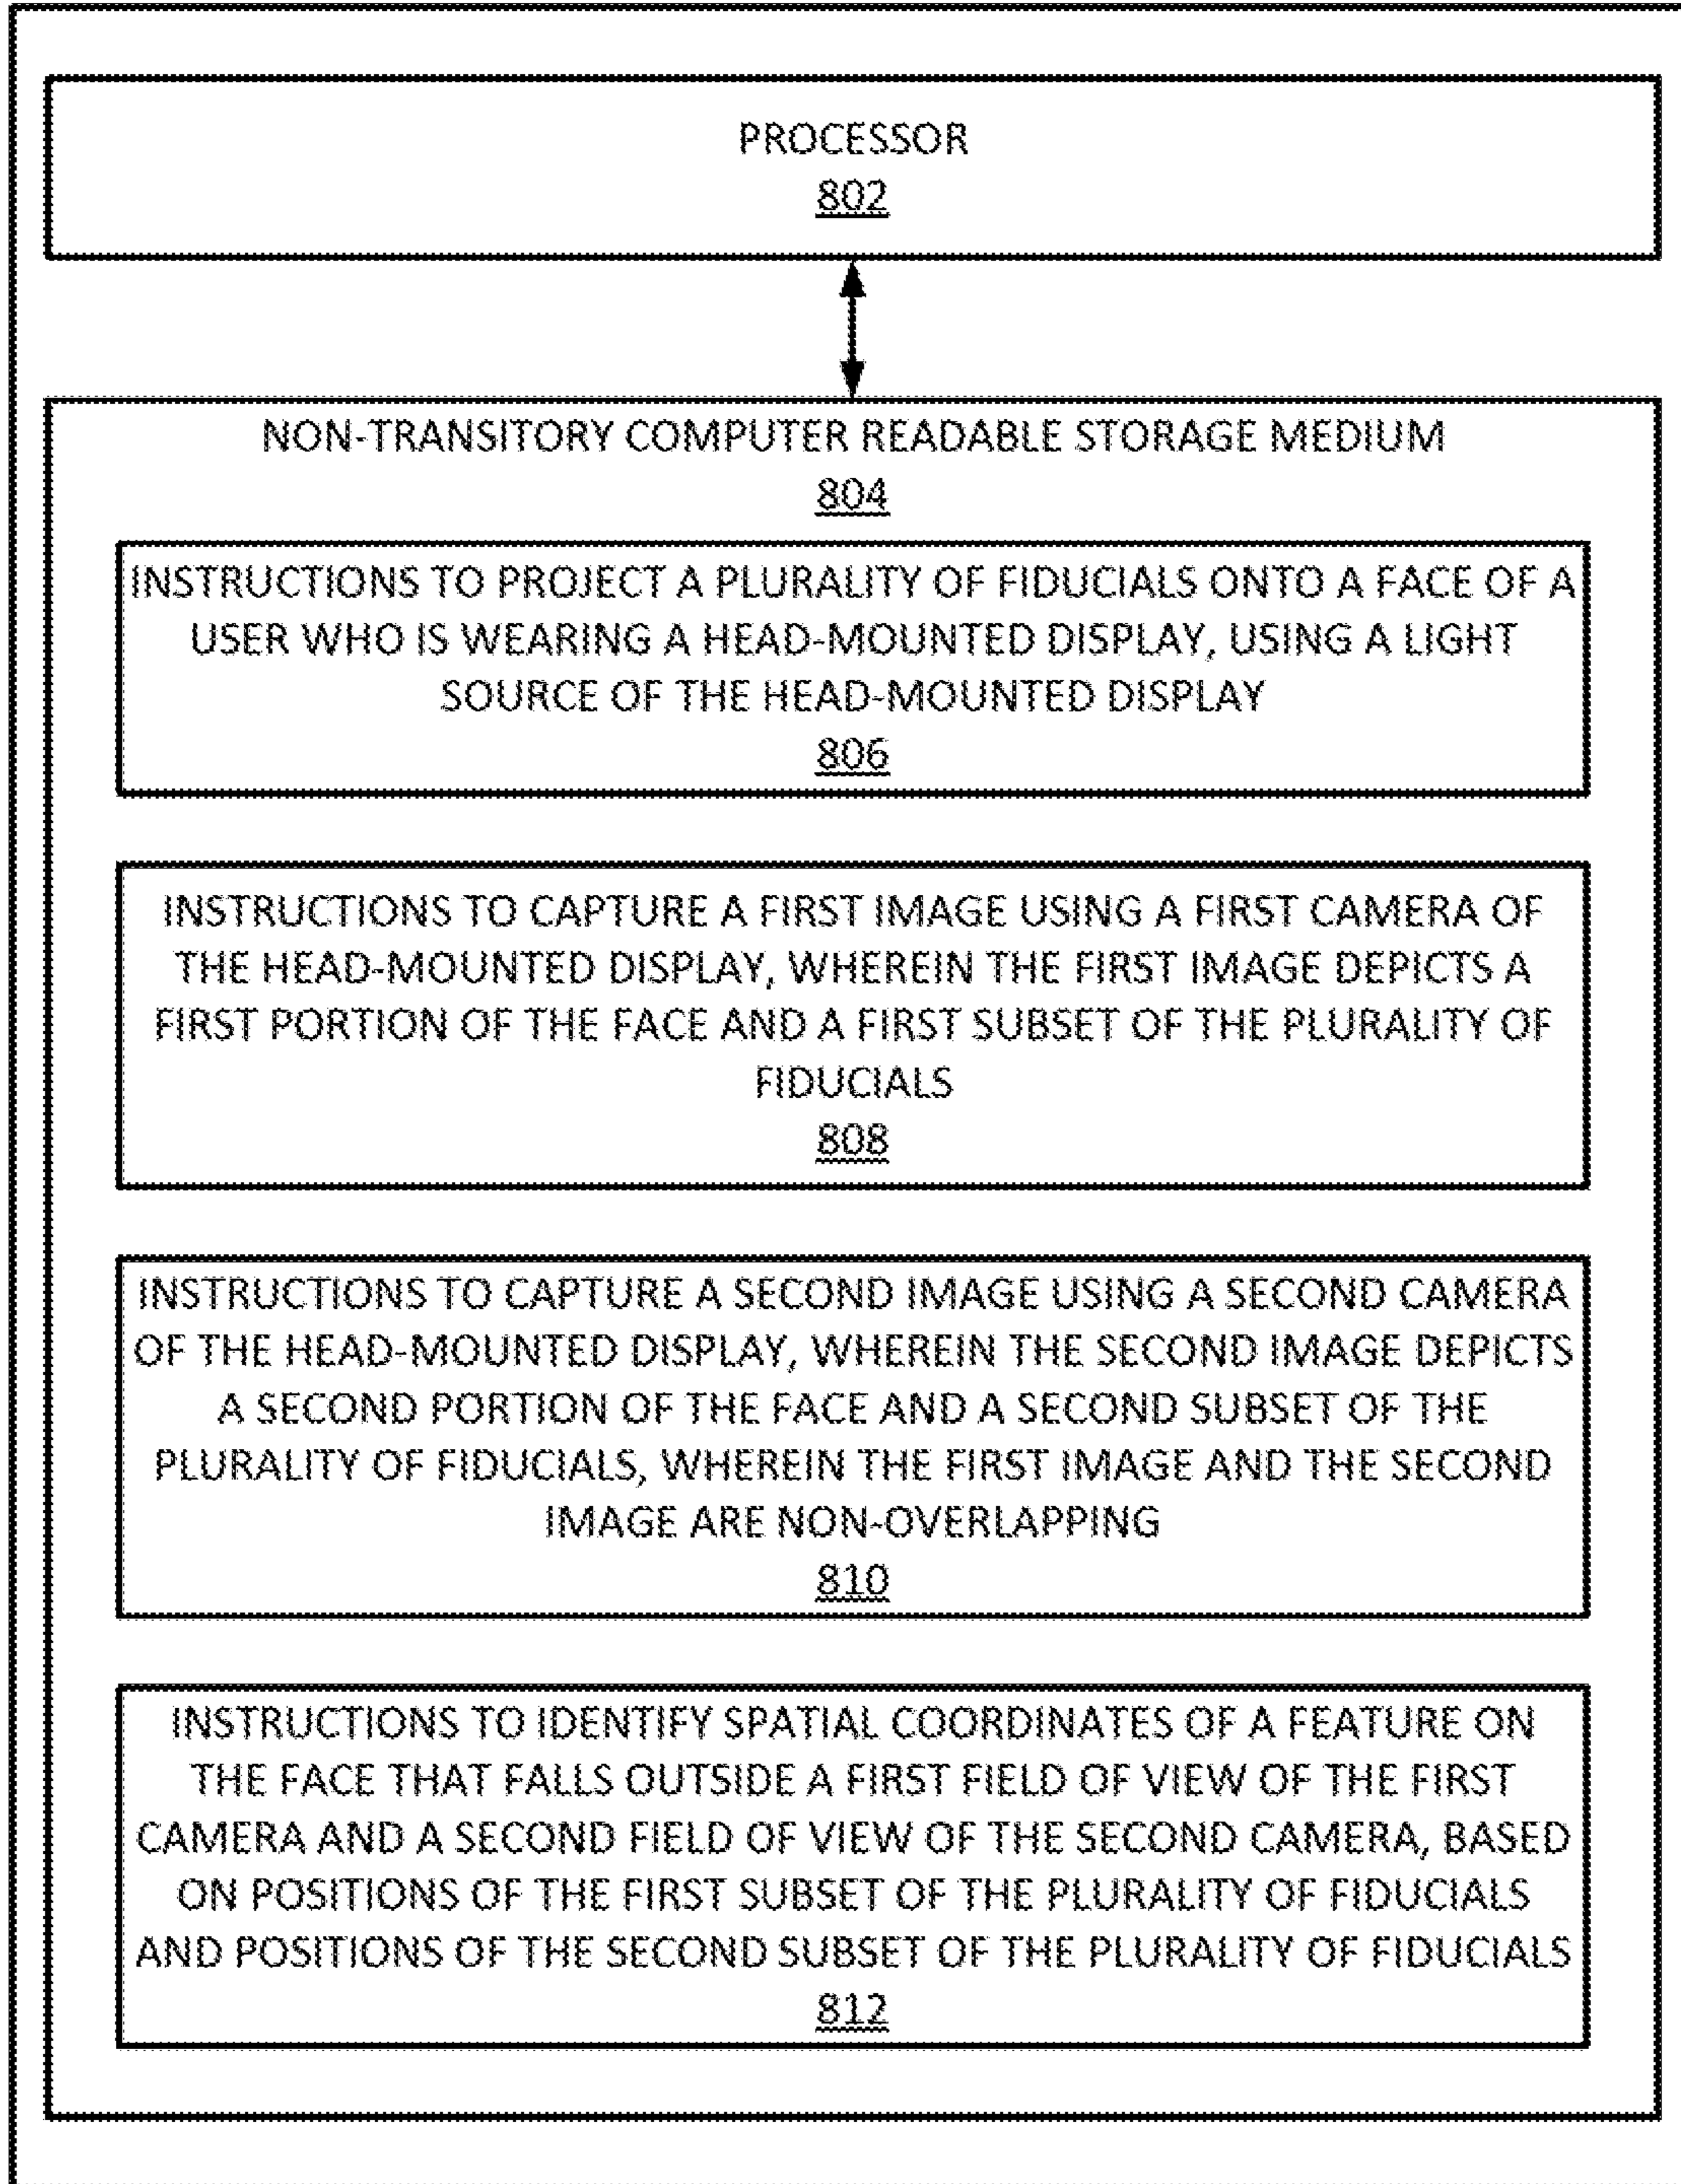 PROCESSOR
802
NON-TRANSITORY COMPUTER READABLE STORAGE MEDIUM
804
INSTRUCTIONS TO PROJECT A PLURALITY OF FIDUCIALS ONTO A FACE OF A
USER WHO IS WEARING A HEAD-MOUNTED DISPLAY, USING A LIGHT
SOURCE OF THE HEAD-MOUNTED DISPLAY
806
INSTRUCTIONS TO CAPTURE A FIRST IMAGE USING A FIRST CAMERA OF
THE HEAD-MOUNTED DISPLAY, WHEREIN THE FIRST IMAGE DEPICTS A
FIRST PORTION OF THE FACE AND A FIRST SUBSET OF THE PLURALITY OF
FIDUCIALS
808
INSTRUCTIONS TO CAPTURE A SECOND IMAGE USING A SECOND CAMERA
OF THE HEAD-MOUNTED DISPLAY, WHEREIN THE SECOND IMAGE DEPICTS
A SECOND PORTION OF THE FACE AND A SECOND SUBSET OF THE
PLURALITY OF FIDUCIALS, WHEREIN THE FIRST IMAGE AND THE SECOND
IMAGE ARE NON-OVERLAPPING
810
INSTRUCTIONS TO IDENTIFY SPATIAL COORDINATES OF A FEATURE ON
THE FACE THAT FALLS OUTSIDE A FIRST FIELD OF VIEW OF THE FIRST
CAMERA AND A SECOND FIELD OF VIEW OF THE SECOND CAMERA, BASED
ON POSITIONS OF THE FIRST SUBSET OF THE PLURALITY OF FIDUCIALS
AND POSITIONS OF THE SECOND SUBSET OF THE PLURALITY OF FIDUCIALS
812